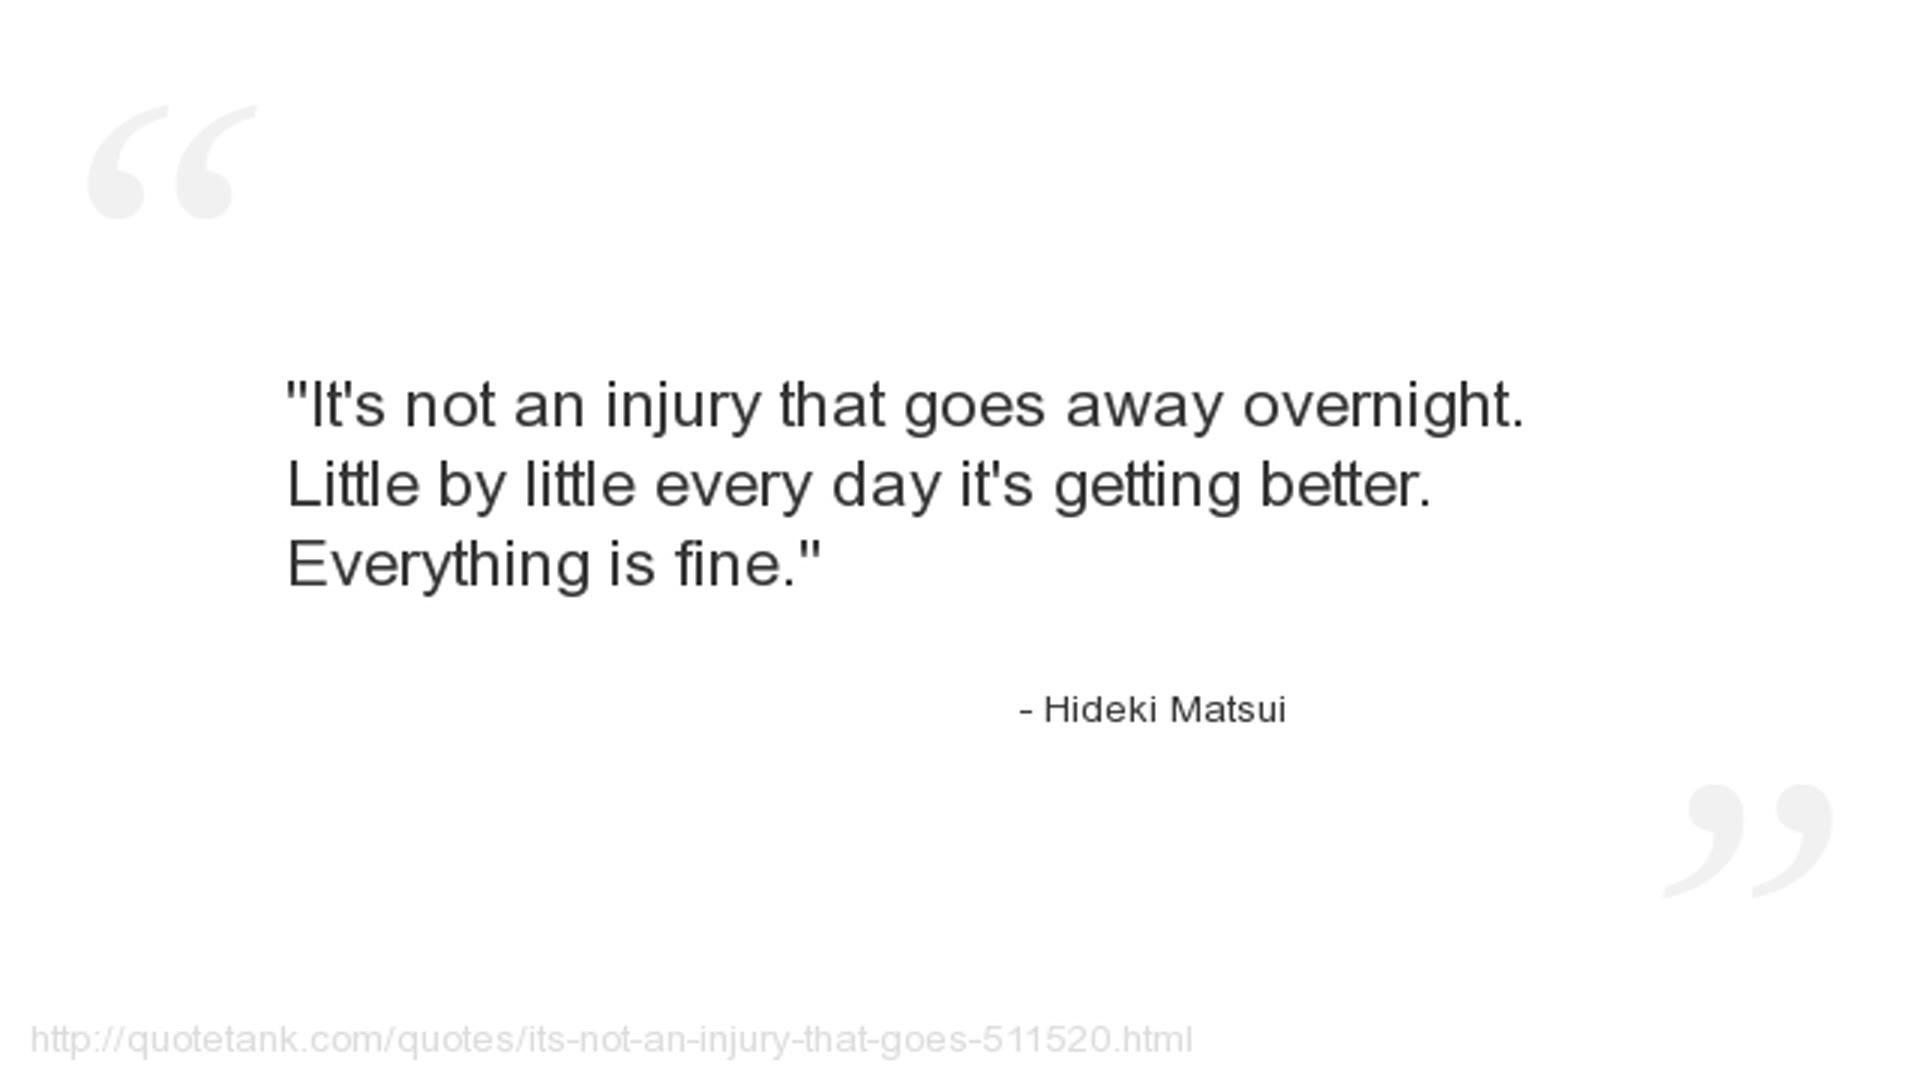 "It's not an injury that goes away overnight.
Little by little every day it's getting better.
Everything is fine."
- Hideki Matsui
http://quotetank.com/quotes/its-not-an-injury-that-goes-511520.html